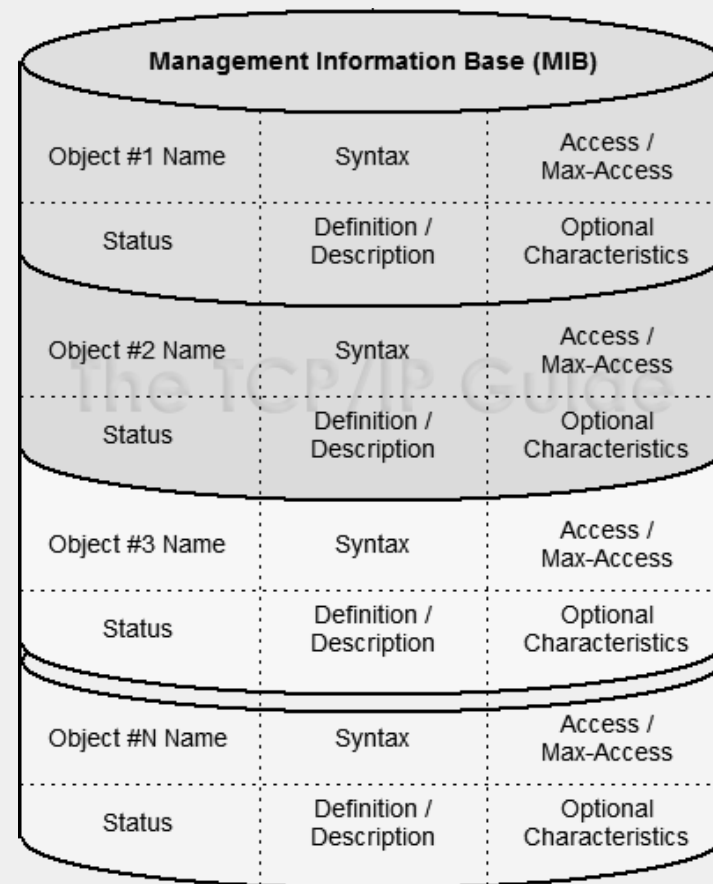 Management Information Base (MIB)
Object #1 Name
Syntax
Access /
Max-Access
Status
Definition /
Description
Optional
Characteristics
Object #2 Name
Syntax
Access /
Max-Access
The TCP/IP Guide
Status
Definition /
Description
Optional
Characteristics
Object #3 Name
Syntax
Access /
Max-Access
Status
Definition /
Description
Optional
Characteristics
Object #N Name
Syntax
Access /
Max-Access
Status
Definition /
Description
Optional
Characteristics